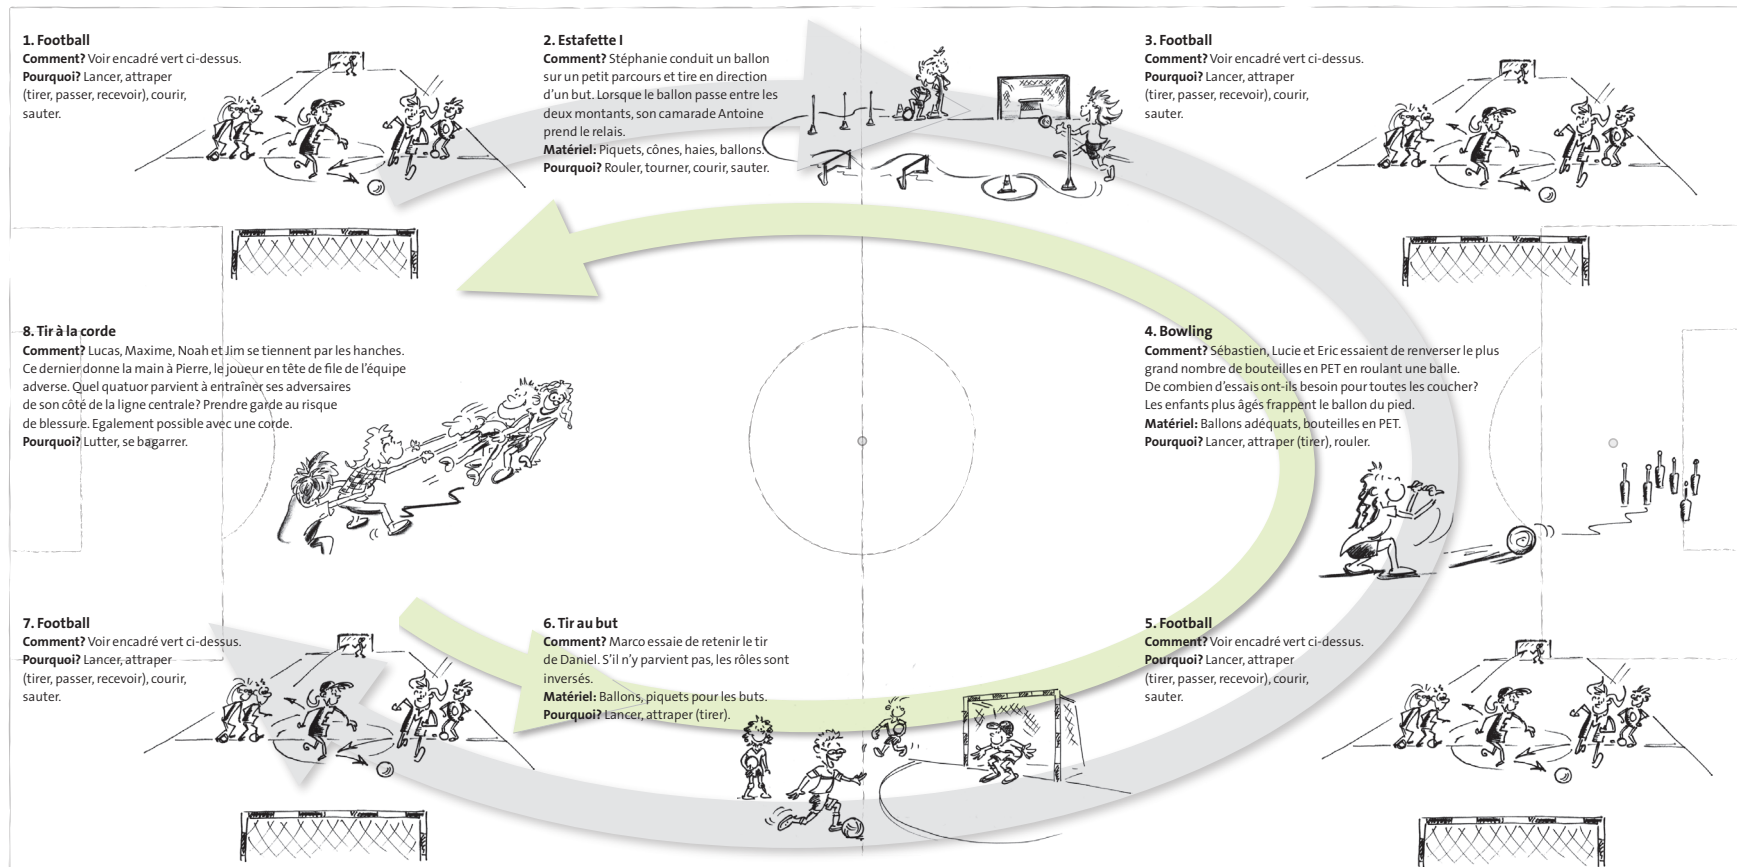 1. Football
Comment? Voir encadré vert ci-dessus.
Pourquoi? Lancer, attraper
(tirer, passer, recevoir), courir,
sauter.
2. Estafette I
Comment? Stéphanie conduit un ballon
sur un petit parcours et tire en direction
d'un but. Lorsque le ballon passe entre les
deux montants, son camarade Antoine
prend le relais.
Matériel: Piquets, cônes, haies, ballons.
Pourquoi? Rouler, tourner, courir, sauter.
3. Football
Comment? Voir encadré vert ci-dessus.
Pourquoi? Lancer, attraper
(tirer, passer, recevoir), courir,
sauter.
8. Tir à la corde
Comment? Lucas, Maxime, Noah et Jim se tiennent par les hanches.
Ce dernier donne la main à Pierre, le joueur en tête de file de l'équipe
adverse. Quel quatuor parvient à entraîner ses adversaires
de son côté de la ligne centrale? Prendre garde au risque
de blessure. Egalement possible avec une corde.
Pourquoi? Lutter, se bagarrer.
4. Bowling
Comment? Sébastien, Lucie et Eric essaient de renverser le plus
grand nombre de bouteilles en PET en roulant une balle.
De combien d'essais ont-ils besoin pour toutes les coucher?
Les enfants plus âgés frappent le ballon du pied.
Matériel: Ballons adéquats, bouteilles en PET.
Pourquoi? Lancer, attraper (tirer), rouler.
7. Football
Comment? Voir encadré vert ci-dessus.
Pourquoi? Lancer, attraper
(tirer, passer, recevoir), courir,
sauter.
6. Tir au but
Comment? Marco essaie de retenir le tir
de Daniel. S'il n'y parvient pas, les rôles sont
inversés.
Matériel: Ballons, piquets pour les buts.
Pourquoi? Lancer, attraper (tirer).
5. Football
Comment? Voir encadré vert ci-dessus.
Pourquoi? Lancer, attraper
(tirer, passer, recevoir), courir,
sauter.